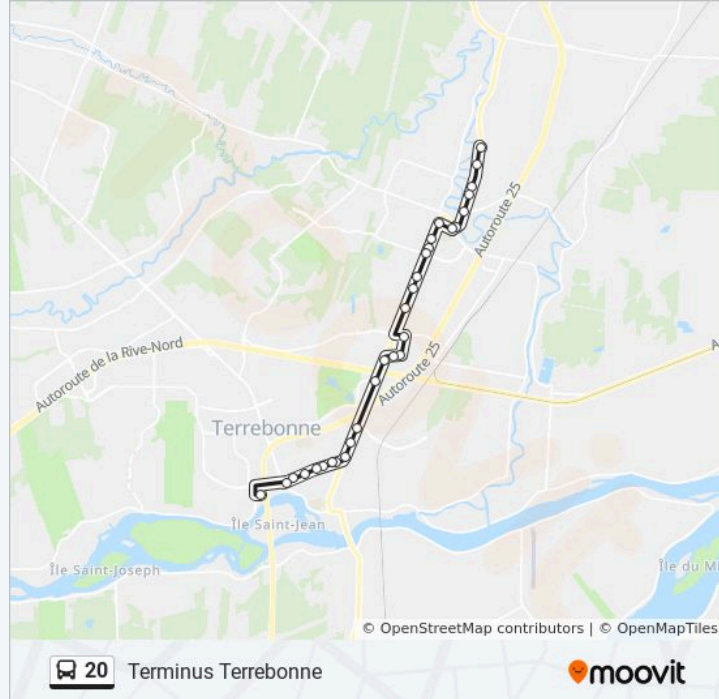 Autoroute 25
Autoroute de la Rive-Nord
Autoroute 25
A
Terrebonne
Île Saint-Jean
Île Saint-Joseph
Île du Mi
© OpenStreetMap contributors | © OpenMapTiles
20 Terminus Terrebonne
moovit